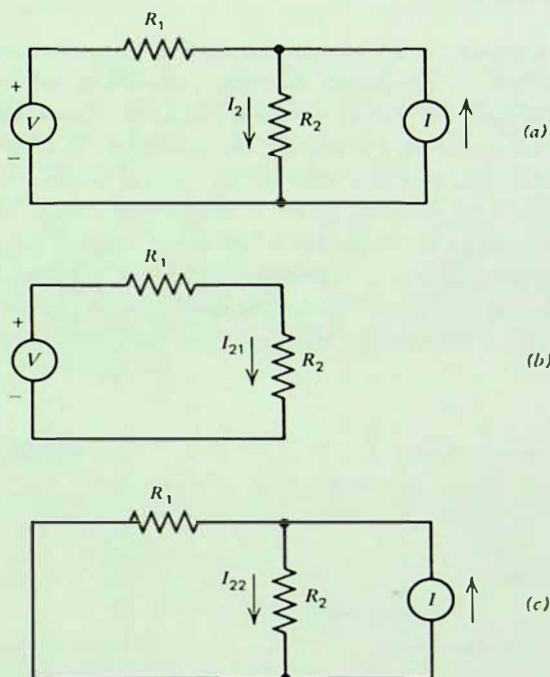 R₁
+
V
−
I₂
R₂
I
(a)
R₁
+
V
−
I₂₁
R₂
(b)
R₁
I₂₂
R₂
I
(c)